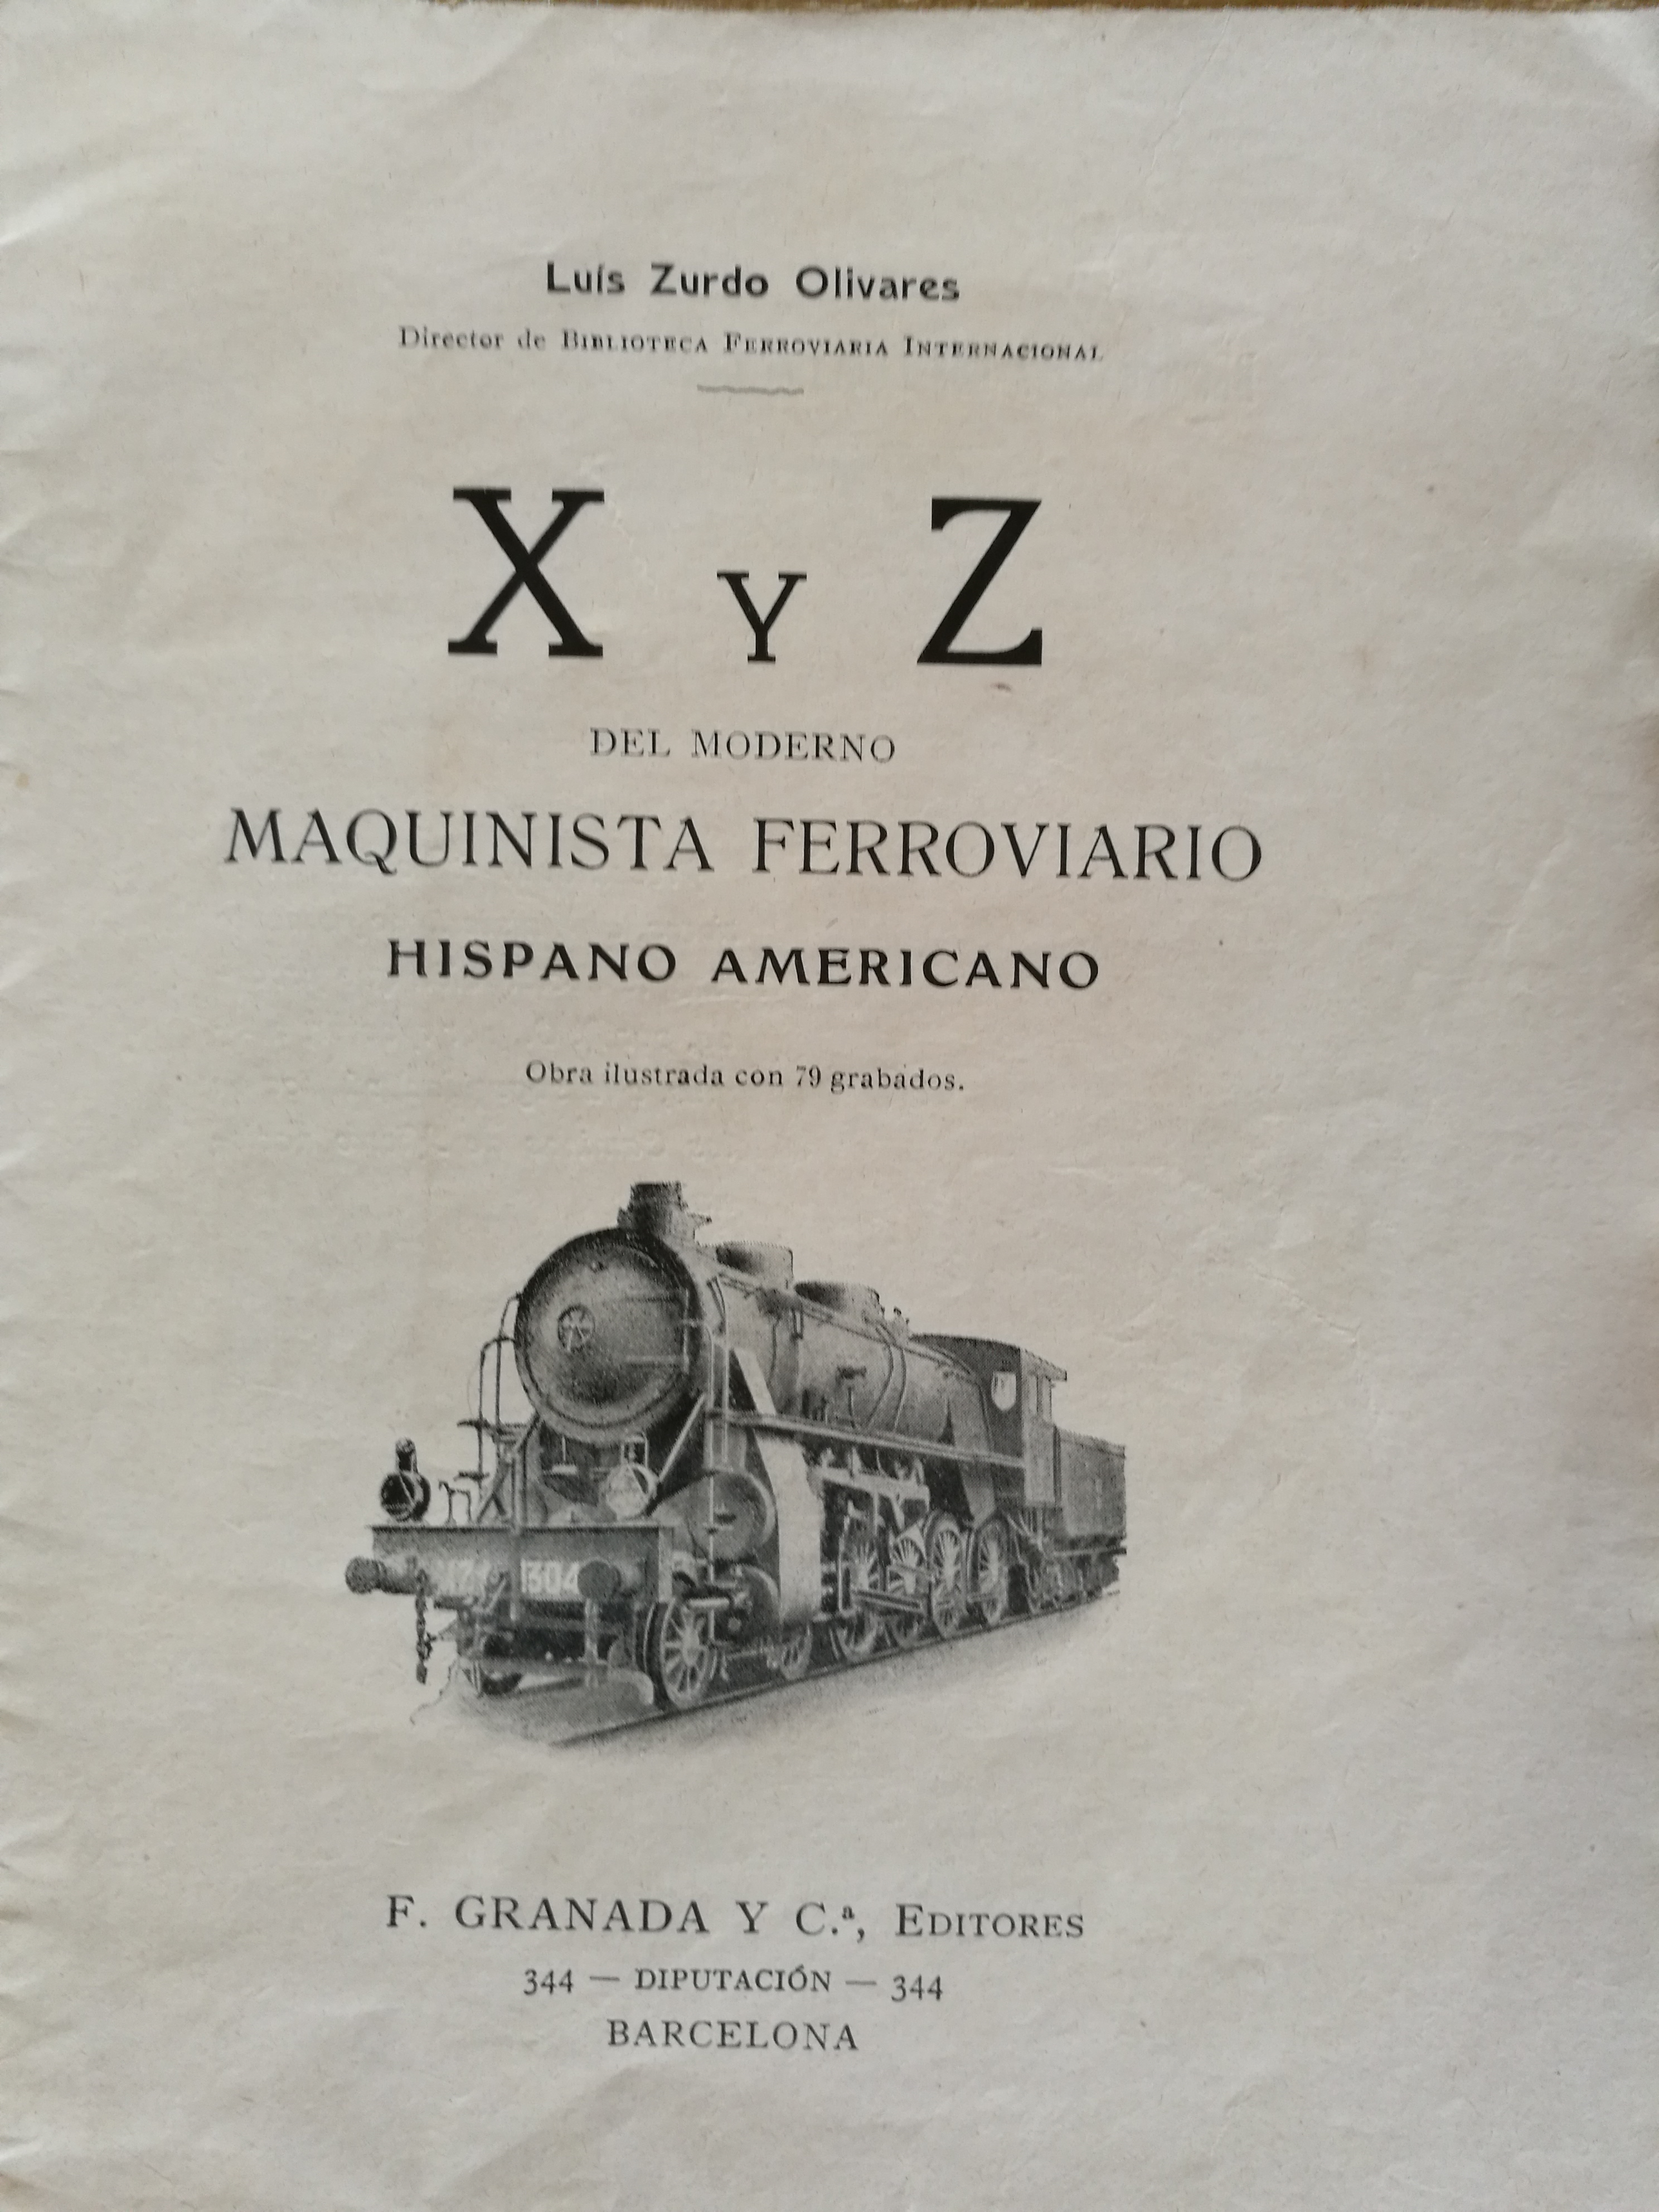 Luís Zurdo Olivares
Director de BIBLIOTECA FERROVIARIA INTERNACIONAL
X Y Z
DEL MODERNO
MAQUINISTA FERROVIARIO
HISPANO AMERICANO
Obra ilustrada con 79 grabados.
1304
F. GRANADA Y C.ª, EDITORES
344 — DIPUTACIÓN — 344
BARCELONA